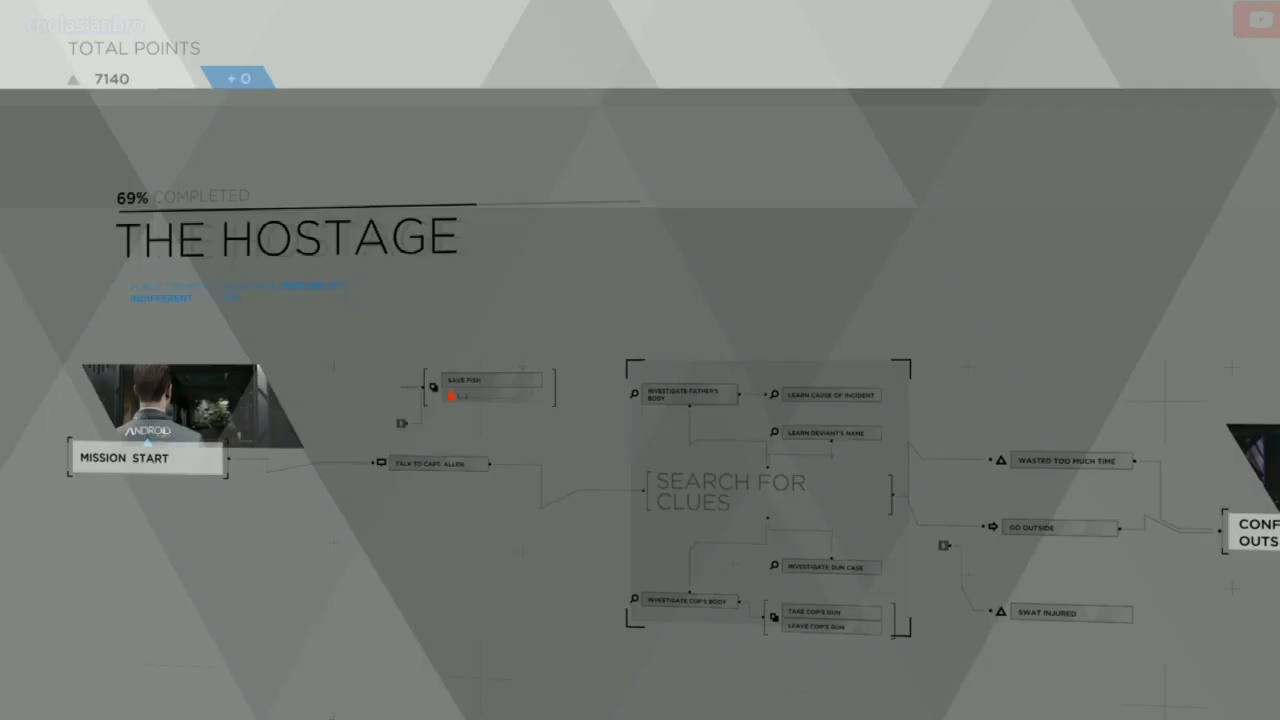 TOTAL POINTS
7140
+ 0
69% COMPLETED
THE HOSTAGE
INDIFFERENT
SAVE FISH
ANDROID
MISSION START
TALK TO CAPT. ALLEN
INVESTIGATE FATHER'S
BODY
LEARN CAUSE OF INCIDENT
LEARN DEVIANT'S NAME
SEARCH FOR
CLUES
INVESTIGATE GUN CASE
INVESTIGATE COP'S BODY
TAKE COP'S GUN
LEAVE COP'S GUN
WASTED TOO MUCH TIME
GO OUTSIDE
SWAT INJURED
CONF
OUTS